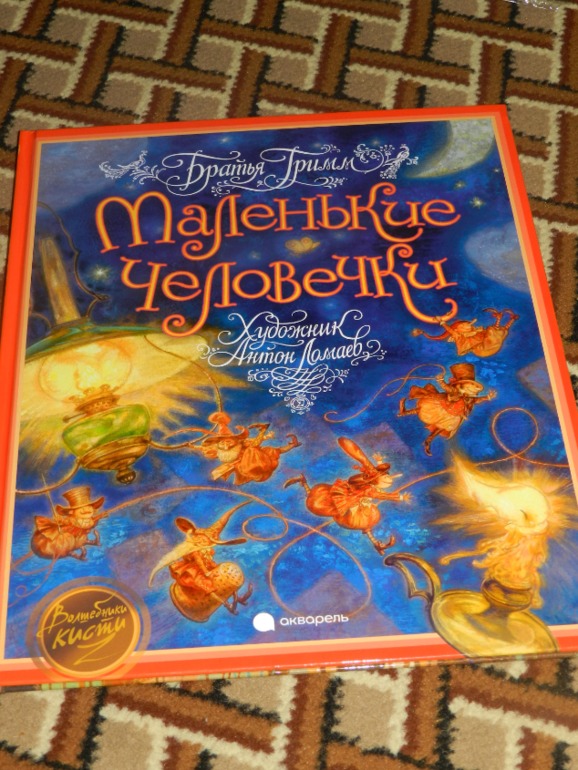 Братья Гримм
Маленькие
человечки
Художник
Антон Ломаев
Волшебники
кисти
акварель